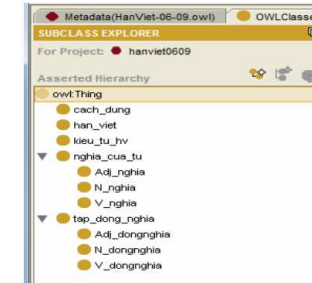 Metadata(HanViet-06-09.owl) OWLClasse
SUBCLASS EXPLORER
For Project: hanviet0609
Asserted Hierarchy
owl:Thing
cach_dung
han_viet
kieu_tu_hv
nghia_cua_tu
Adj_nghia
N_nghia
V_nghia
tap_dong_nghia
Adj_dongnghia
N_dongnghia
V_dongnghia